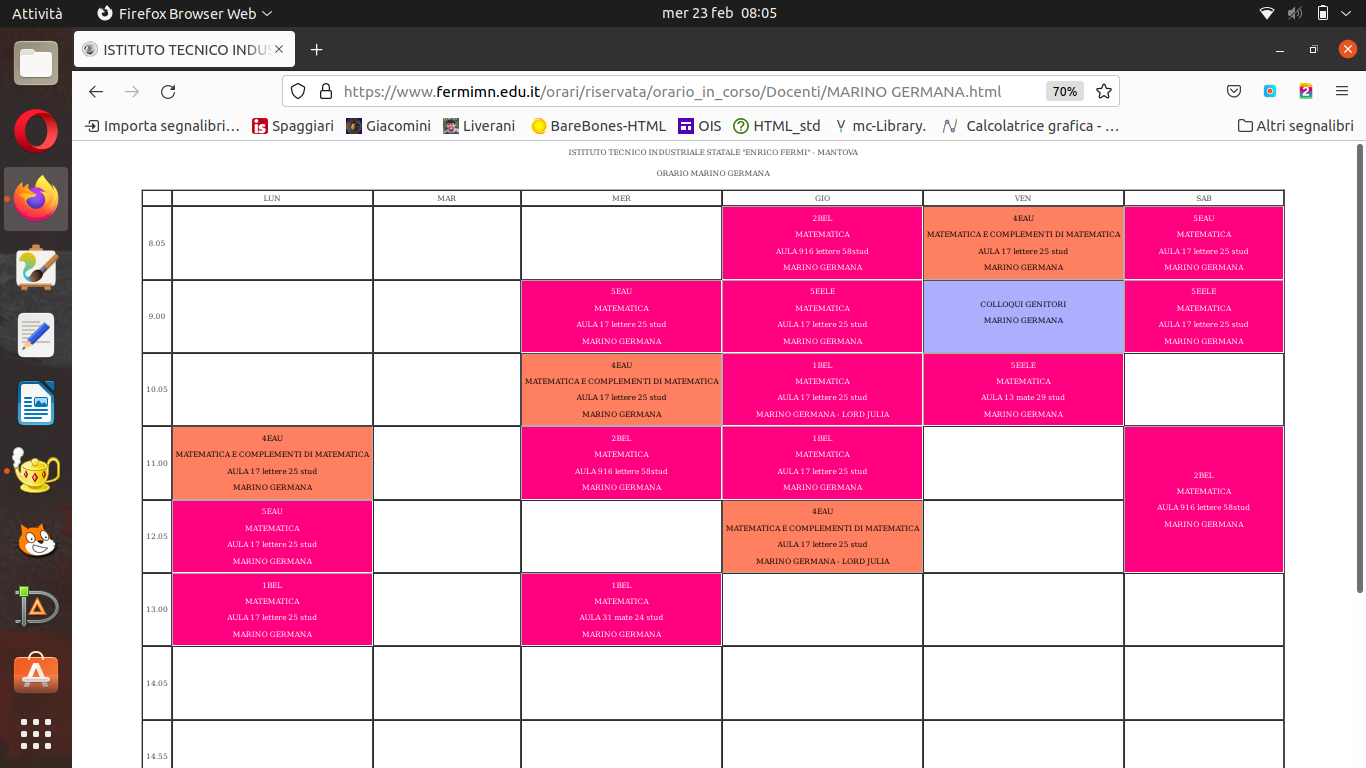 Attività
Firefox Browser Web
mer 23 feb 08:05
ISTITUTO TECNICO INDUS
https://www.fermimn.edu.it/orari/riservata/orario_in_corso/Docenti/MARINO GERMANA.html
70%
2
Importa segnalibri…
Spaggiari
Giacomini
Liverani
BareBones-HTML
OIS
HTML_std
mc-Library.
Calcolatrice grafica - …
Altri segnalibri
ISTITUTO TECNICO INDUSTRIALE STATALE "ENRICO FERMI" - MANTOVA
ORARIO MARINO GERMANA
LUN MAR MER GIO VEN SAB
8.05
2BEL
MATEMATICA
AULA 916 lettere 58stud
MARINO GERMANA
4EAU
MATEMATICA E COMPLEMENTI DI MATEMATICA
AULA 17 lettere 25 stud
MARINO GERMANA
5EAU
MATEMATICA
AULA 17 lettere 25 stud
MARINO GERMANA
9.00
5EAU
MATEMATICA
AULA 17 lettere 25 stud
MARINO GERMANA
5EELE
MATEMATICA
AULA 17 lettere 25 stud
MARINO GERMANA
COLLOQUI GENITORI
MARINO GERMANA
5EELE
MATEMATICA
AULA 17 lettere 25 stud
MARINO GERMANA
10.05
4EAU
MATEMATICA E COMPLEMENTI DI MATEMATICA
AULA 17 lettere 25 stud
MARINO GERMANA
1BEL
MATEMATICA
AULA 17 lettere 25 stud
MARINO GERMANA - LORD JULIA
5EELE
MATEMATICA
AULA 13 mate 29 stud
MARINO GERMANA
11.00
4EAU
MATEMATICA E COMPLEMENTI DI MATEMATICA
AULA 17 lettere 25 stud
MARINO GERMANA
2BEL
MATEMATICA
AULA 916 lettere 58stud
MARINO GERMANA
1BEL
MATEMATICA
AULA 17 lettere 25 stud
MARINO GERMANA
2BEL
MATEMATICA
AULA 916 lettere 58stud
MARINO GERMANA
12.05
5EAU
MATEMATICA
AULA 17 lettere 25 stud
MARINO GERMANA
4EAU
MATEMATICA E COMPLEMENTI DI MATEMATICA
AULA 17 lettere 25 stud
MARINO GERMANA - LORD JULIA
13.00
1BEL
MATEMATICA
AULA 17 lettere 25 stud
MARINO GERMANA
1BEL
MATEMATICA
AULA 31 mate 24 stud
MARINO GERMANA
14.05
14.55